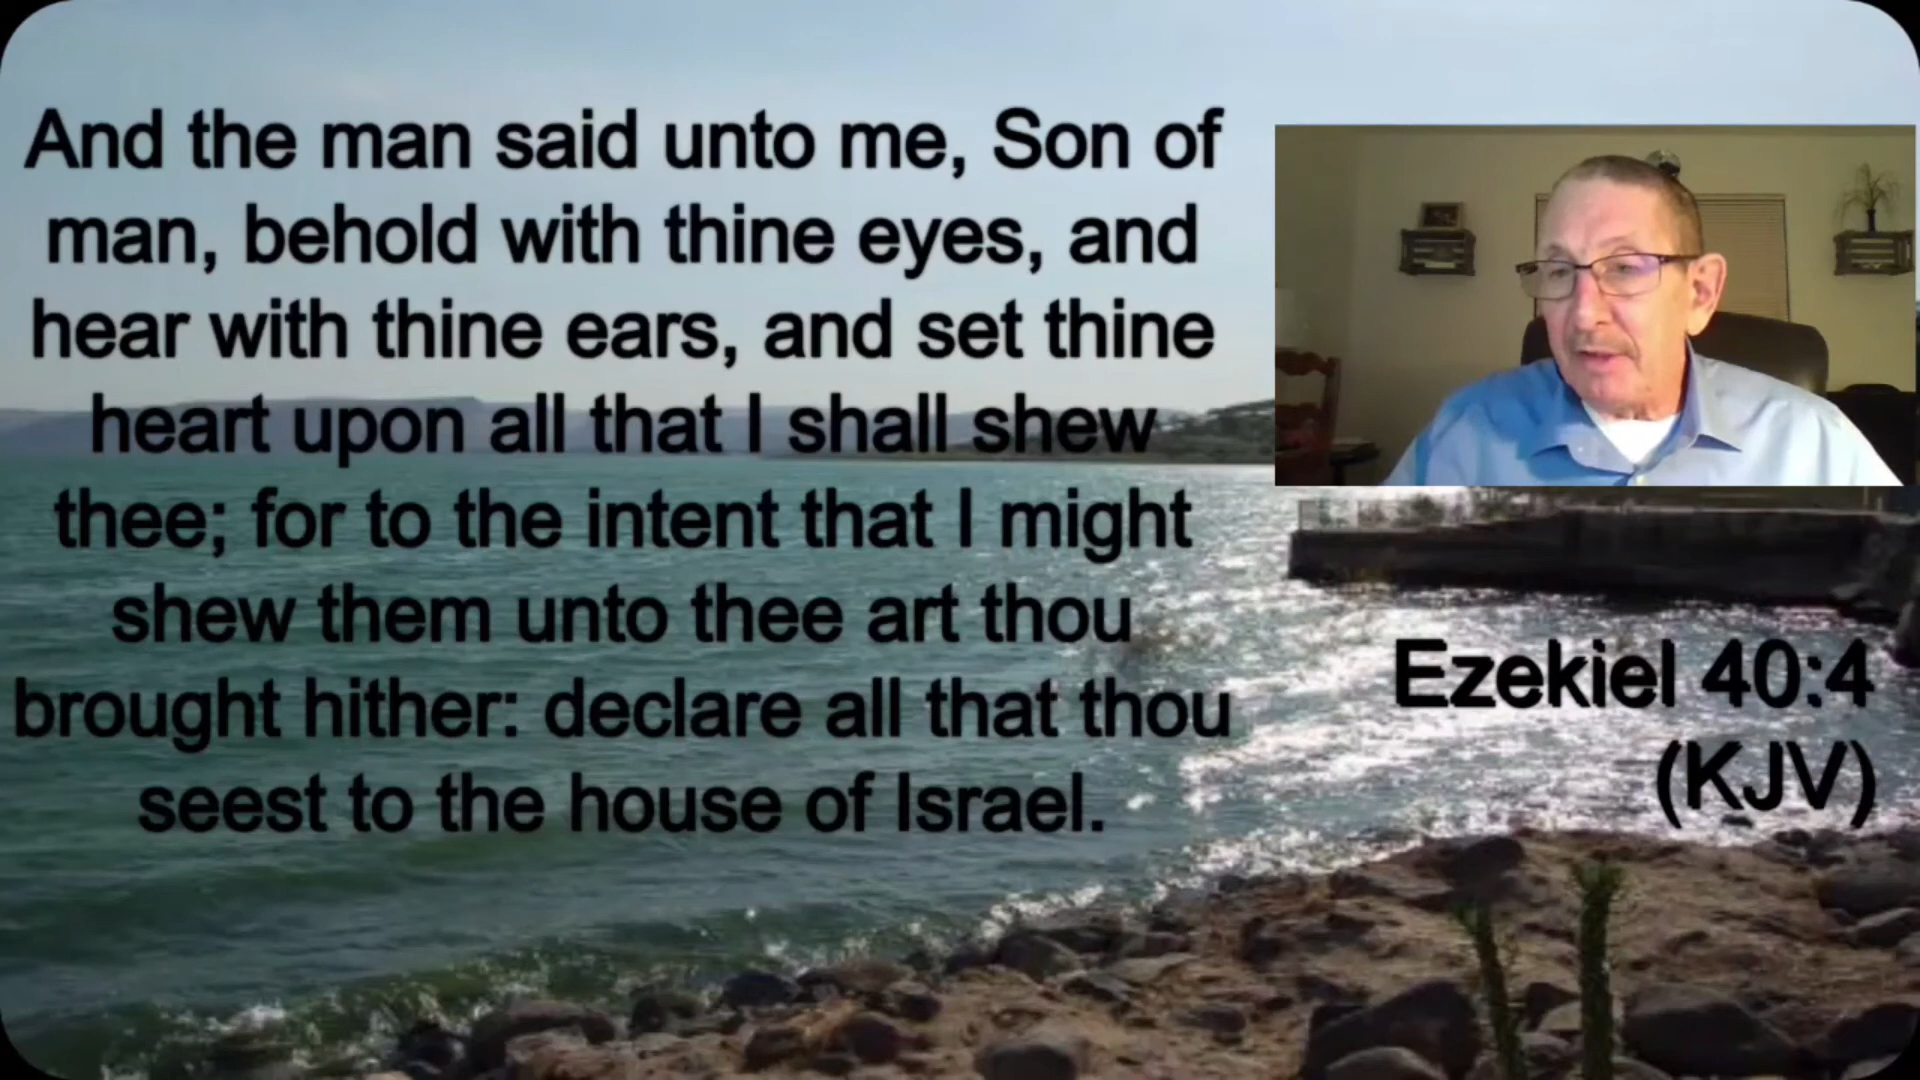 And the man said unto me, Son of
man, behold with thine eyes, and
hear with thine ears, and set thine
heart upon all that I shall shew
thee; for to the intent that I might
shew them unto thee art thou
brought hither: declare all that thou
seest to the house of Israel.
Ezekiel 40:4
(KJV)